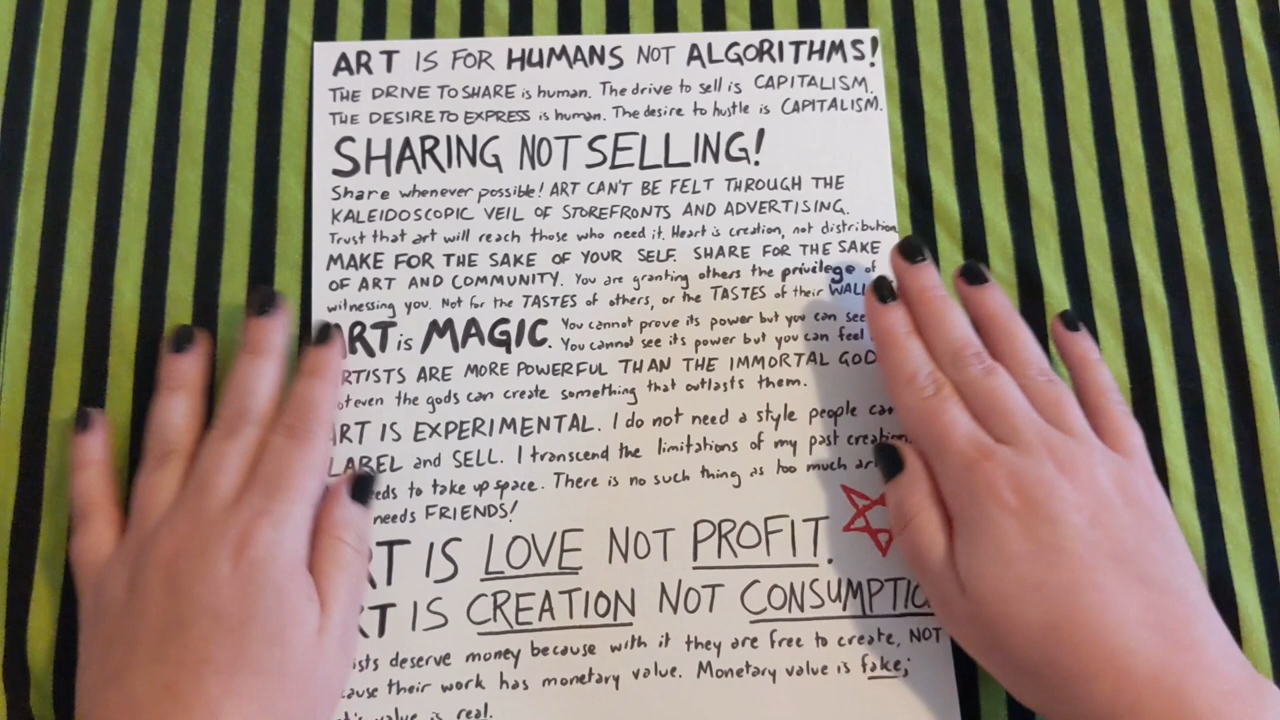 ART IS FOR HUMANS NOT ALGORITHMS!
THE DRIVE TO SHARE is human. The drive to sell is CAPITALISM.
THE DESIRE TO EXPRESS is human. The desire to hustle is CAPITALISM.
SHARING NOT SELLING!
Share whenever possible! ART CAN'T BE FELT THROUGH THE
KALEIDOSCOPIC VEIL OF STOREFRONTS AND ADVERTISING.
Trust that art will reach those who need it. Heart is creation, not distribution
MAKE FOR THE SAKE OF YOUR SELF. SHARE FOR THE SAKE
OF ART AND COMMUNITY. You are granting others the privilege of
witnessing you. Not for the TASTES of others, or the TASTES of their
ART is MAGIC. You cannot prove its power but you can see
You cannot see its power but you can feel
ARE MORE POWERFUL THAN THE IMMORTAL
the gods can create something that outlasts them.
ART IS EXPERIMENTAL. I do not need a style people can
LABEL and SELL. I transcend the limitations of my past
to take up space. There is no such thing as too much
needs FRIENDS!
IS LOVE NOT PROFIT.
IS CREATION NOT
deserve money because with it they are free to create, NOT
their work has monetary value. Monetary value is fake;
value is real.